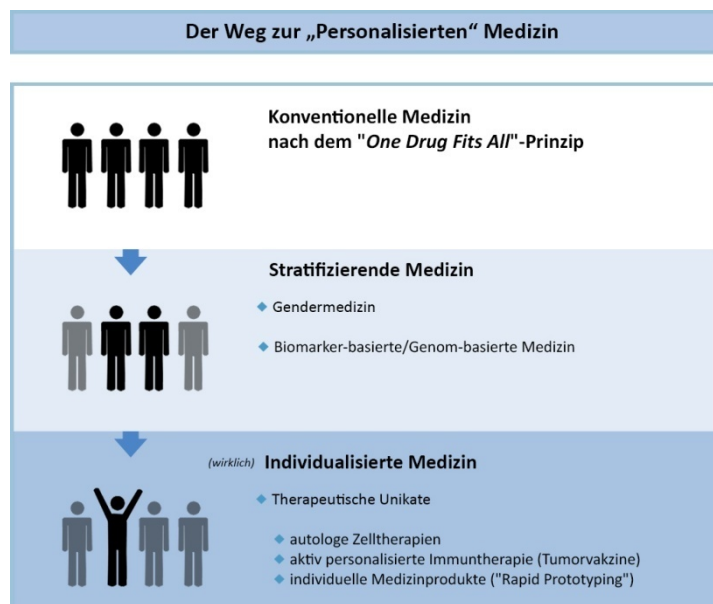 Der Weg zur „Personalisierten“ Medizin
Konventionelle Medizin
nach dem "One Drug Fits All"-Prinzip
Stratifizierende Medizin
Gendermedizin
Biomarker-basierte/Genom-basierte Medizin
(wirklich) Individualisierte Medizin
Therapeutische Unikate
autologe Zelltherapien
aktiv personalisierte Immuntherapie (Tumorvakzine)
individuelle Medizinprodukte ("Rapid Prototyping")